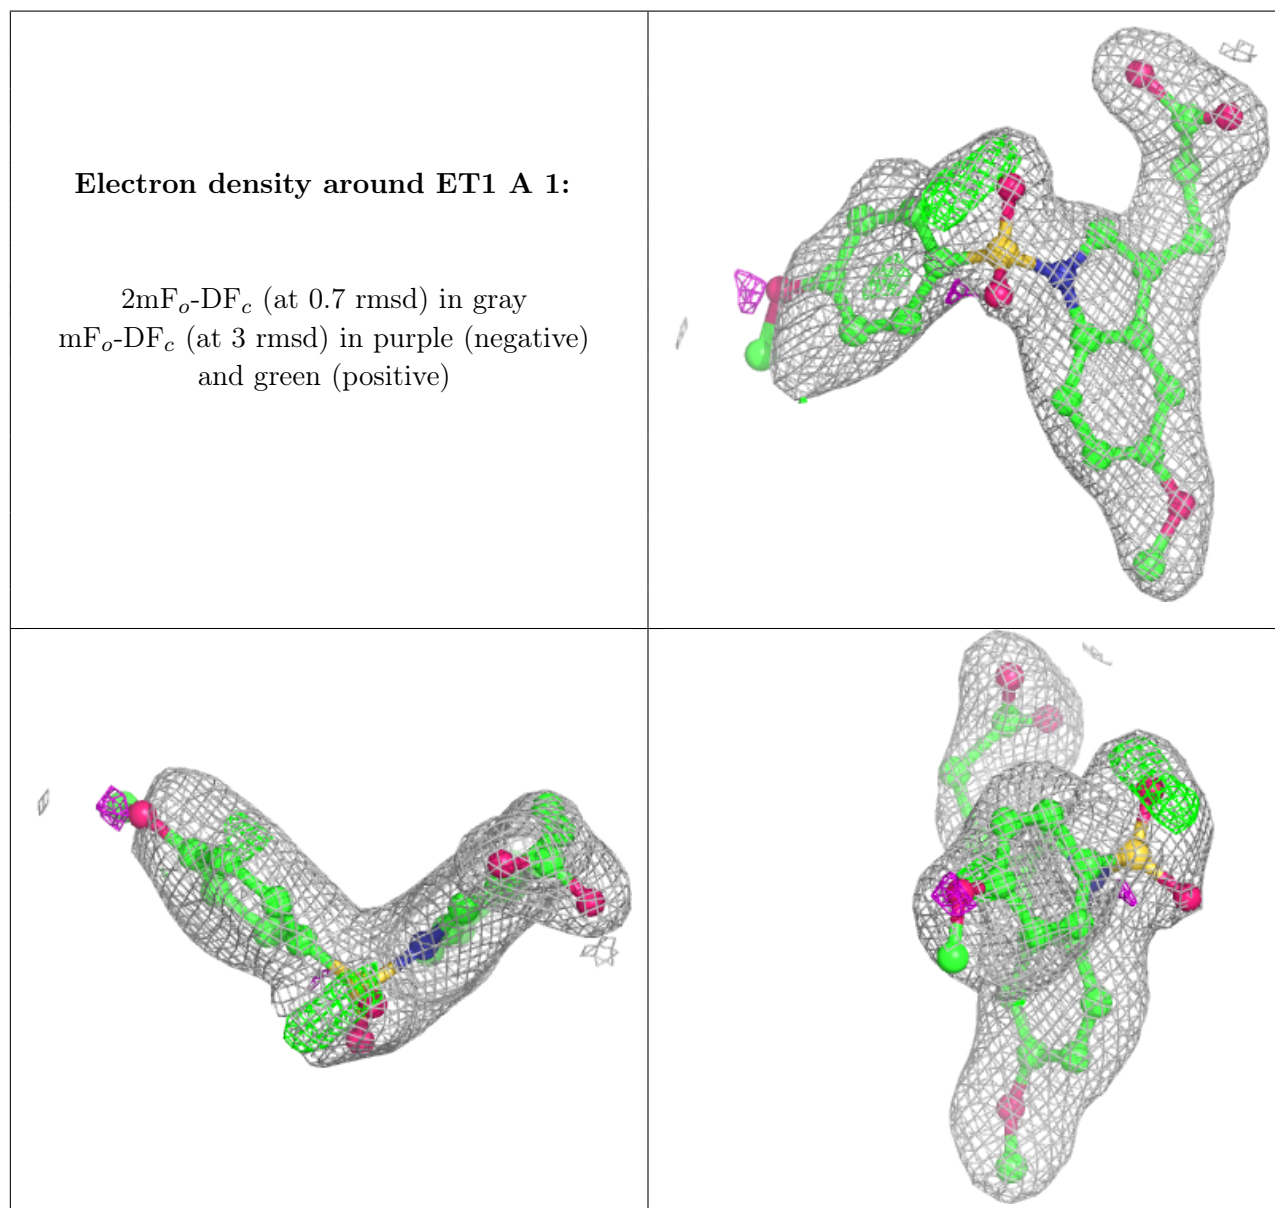 Electron density around ET1 A 1:
2mFₒ-DF𝒸 (at 0.7 rmsd) in gray
mFₒ-DF𝒸 (at 3 rmsd) in purple (negative)
and green (positive)